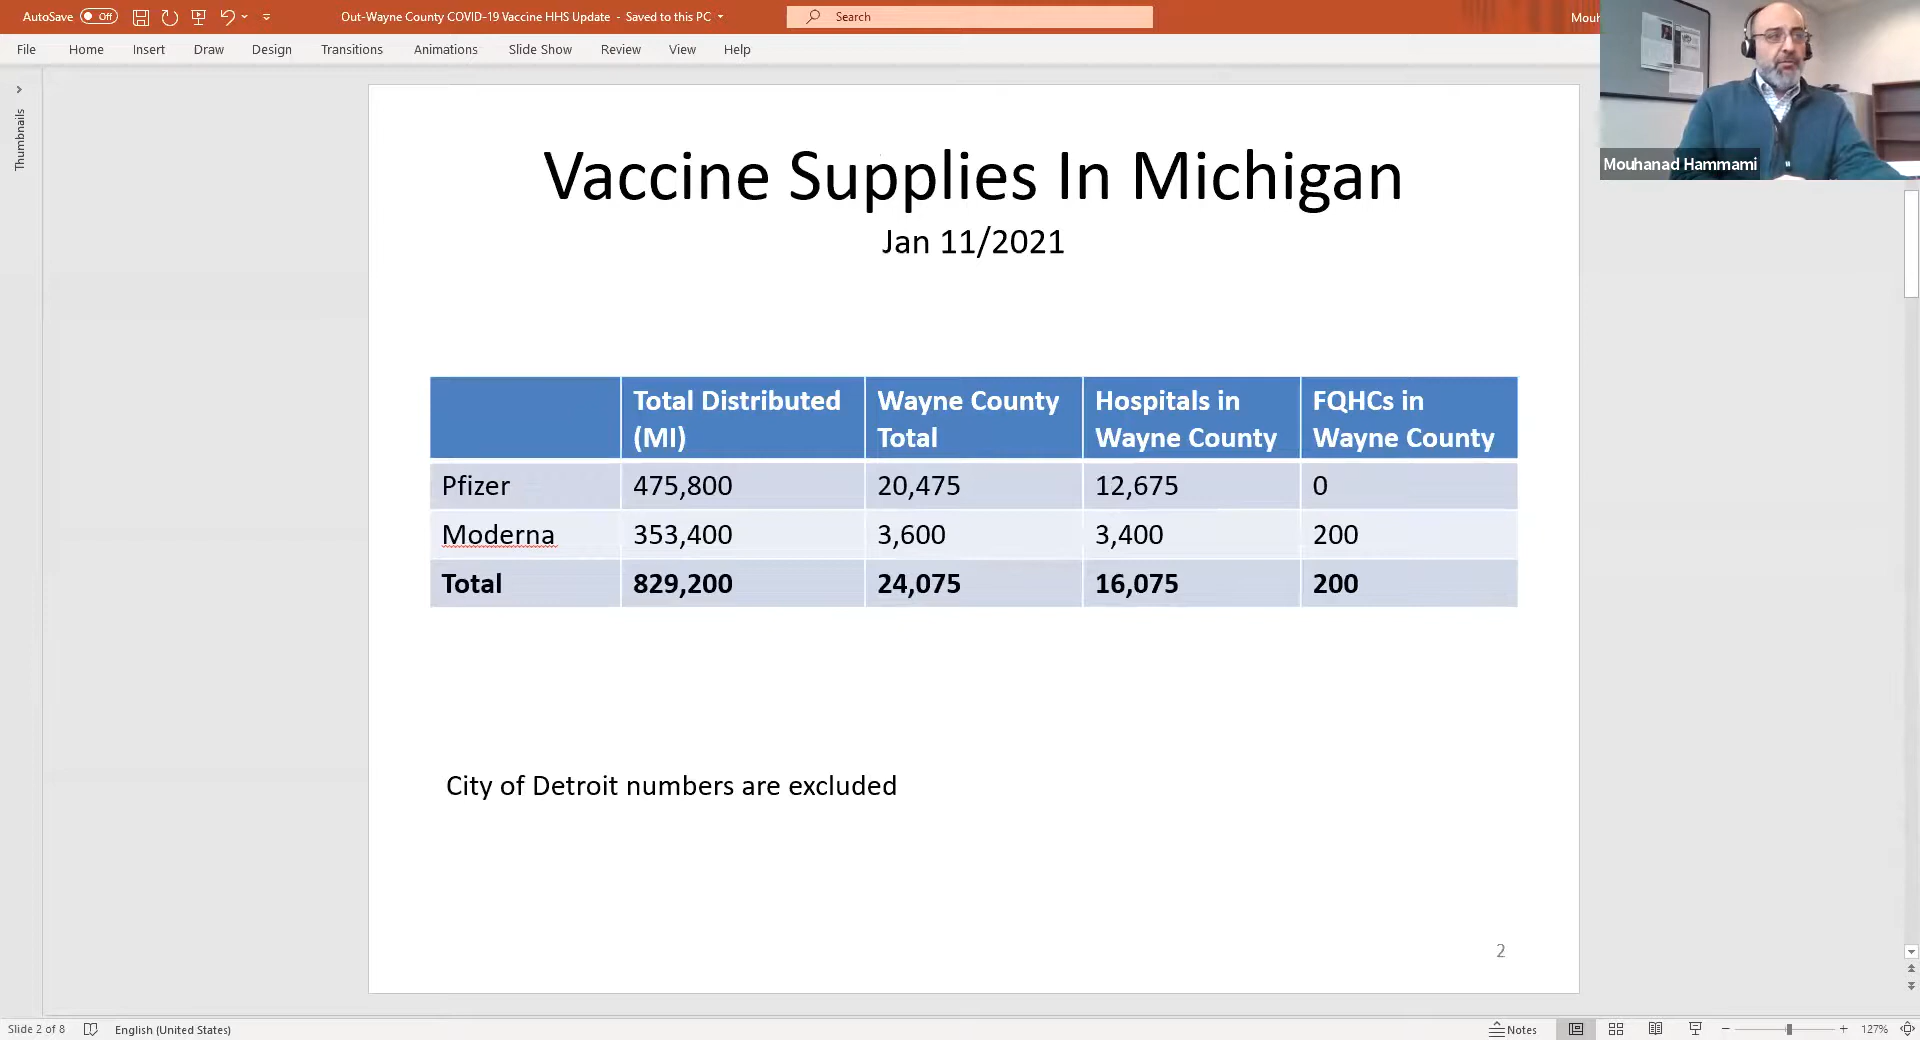 AutoSave Off Out-Wayne County COVID-19 Vaccine HHS Update - Saved to this PC Search Mouh
File Home Insert Draw Design Transitions Animations Slide Show Review View Help
Thumbnails
Mouhanad Hammami
Vaccine Supplies In Michigan
Jan 11/2021
Total Distributed (MI) Wayne County Total Hospitals in Wayne County FQHCs in Wayne County
Pfizer 475,800 20,475 12,675 0
Moderna 353,400 3,600 3,400 200
Total 829,200 24,075 16,075 200
City of Detroit numbers are excluded
2
Slide 2 of 8 English (United States) Notes 127%